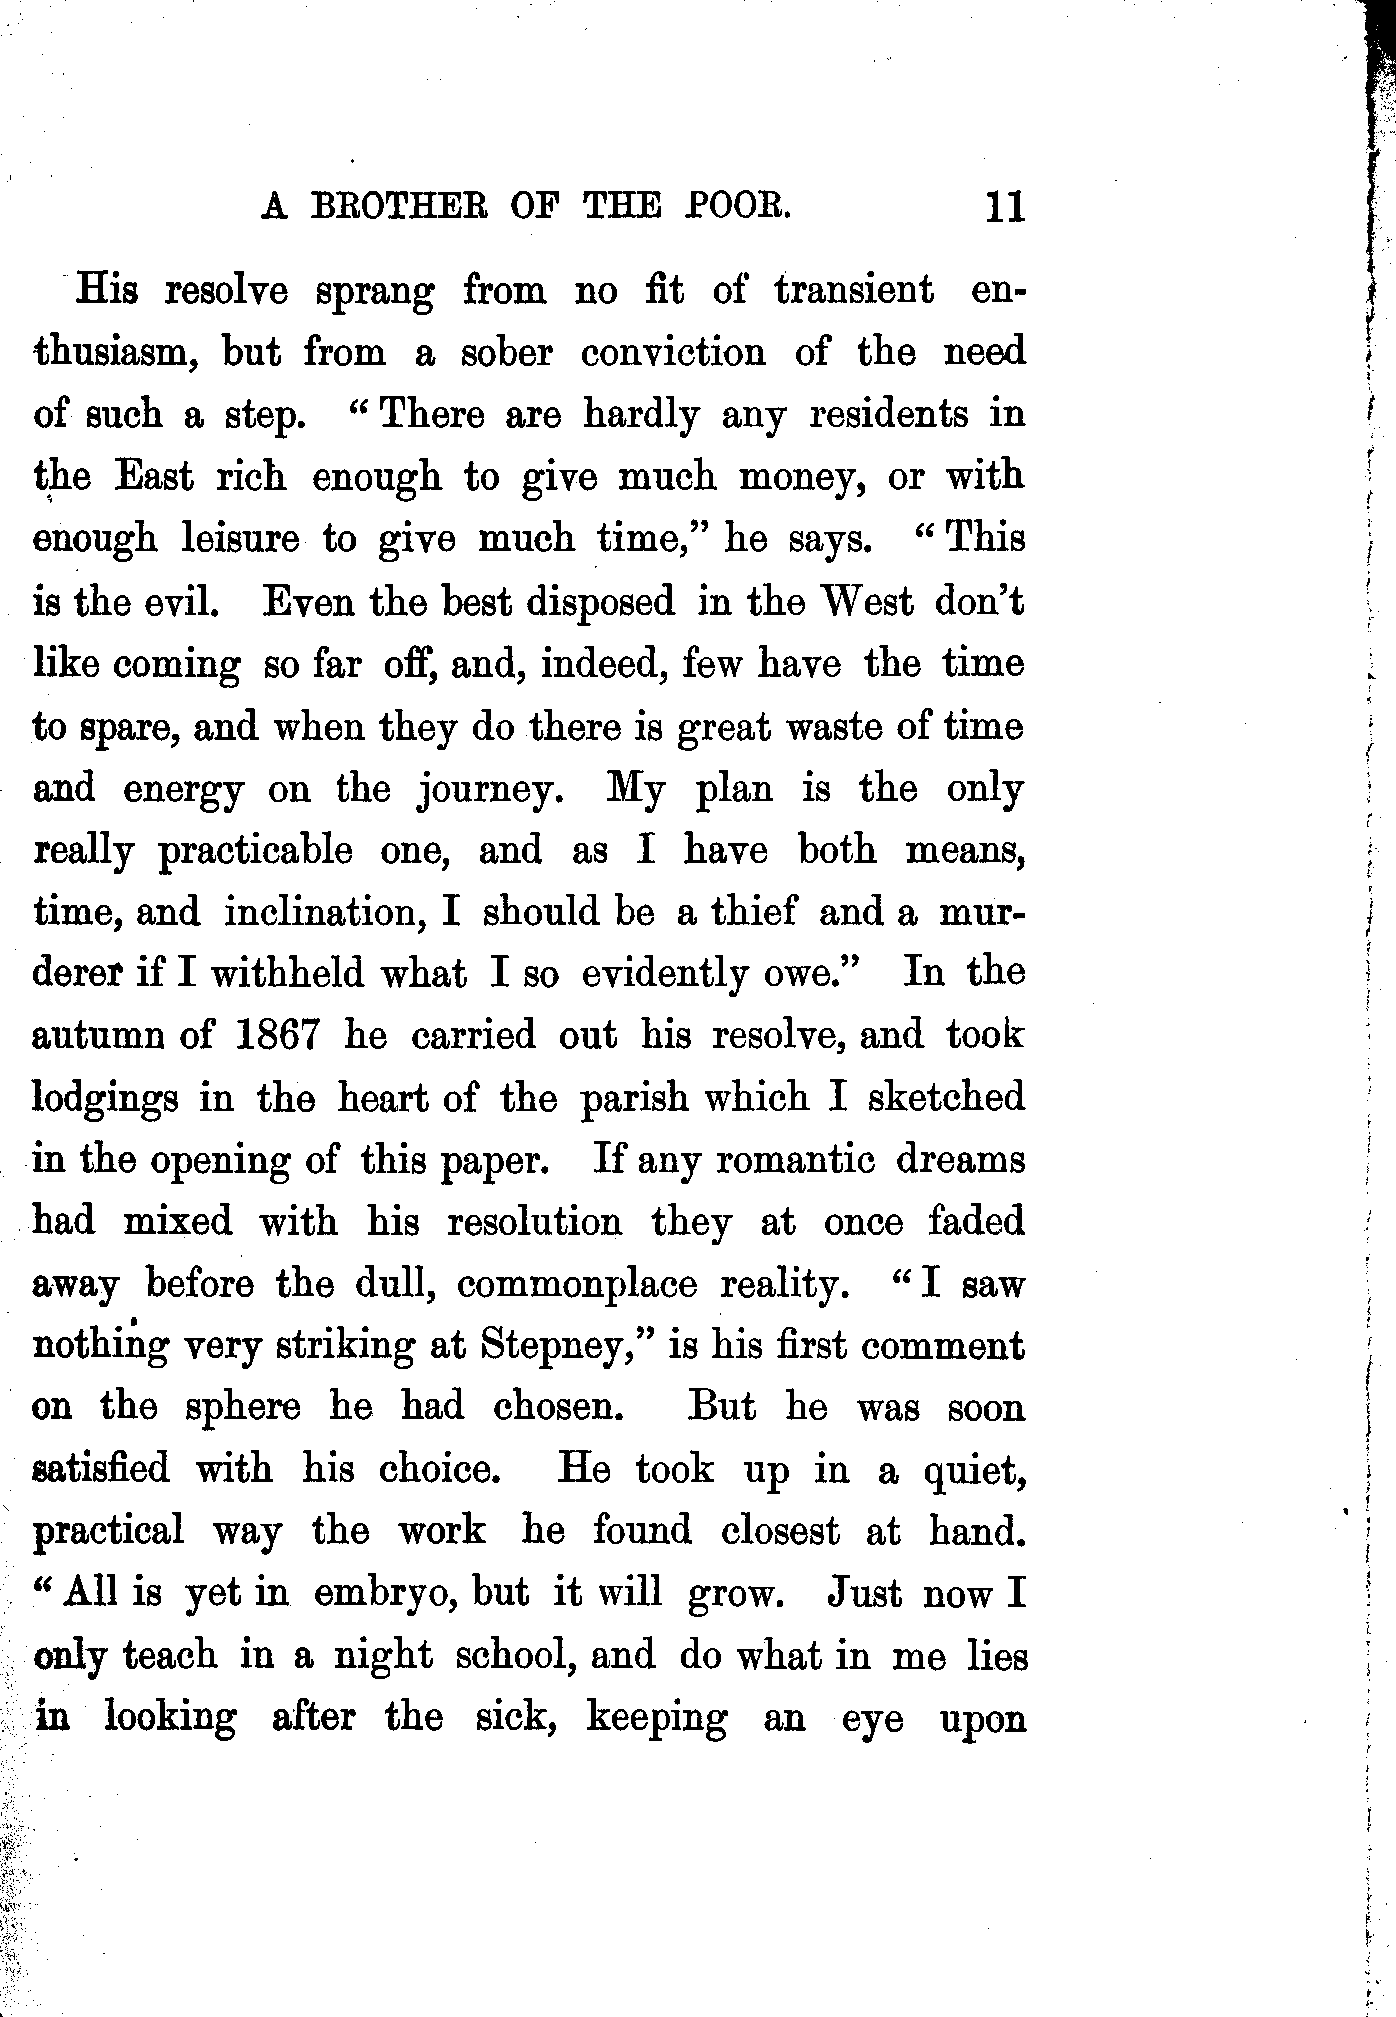 A BROTHER OF THE POOR. 11
His resolve sprang from no fit of transient en-
thusiasm, but from a sober conviction of the need
of such a step. “There are hardly any residents in
the East rich enough to give much money, or with
enough leisure to give much time,” he says. “This
is the evil. Even the best disposed in the West don’t
like coming so far off, and, indeed, few have the time
to spare, and when they do there is great waste of time
and energy on the journey. My plan is the only
really practicable one, and as I have both means,
time, and inclination, I should be a thief and a mur-
derer if I withheld what I so evidently owe.” In the
autumn of 1867 he carried out his resolve, and took
lodgings in the heart of the parish which I sketched
in the opening of this paper. If any romantic dreams
had mixed with his resolution they at once faded
away before the dull, commonplace reality. “I saw
nothing very striking at Stepney,” is his first comment
on the sphere he had chosen. But he was soon
satisfied with his choice. He took up in a quiet,
practical way the work he found closest at hand.
“All is yet in embryo, but it will grow. Just now I
only teach in a night school, and do what in me lies
in looking after the sick, keeping an eye upon